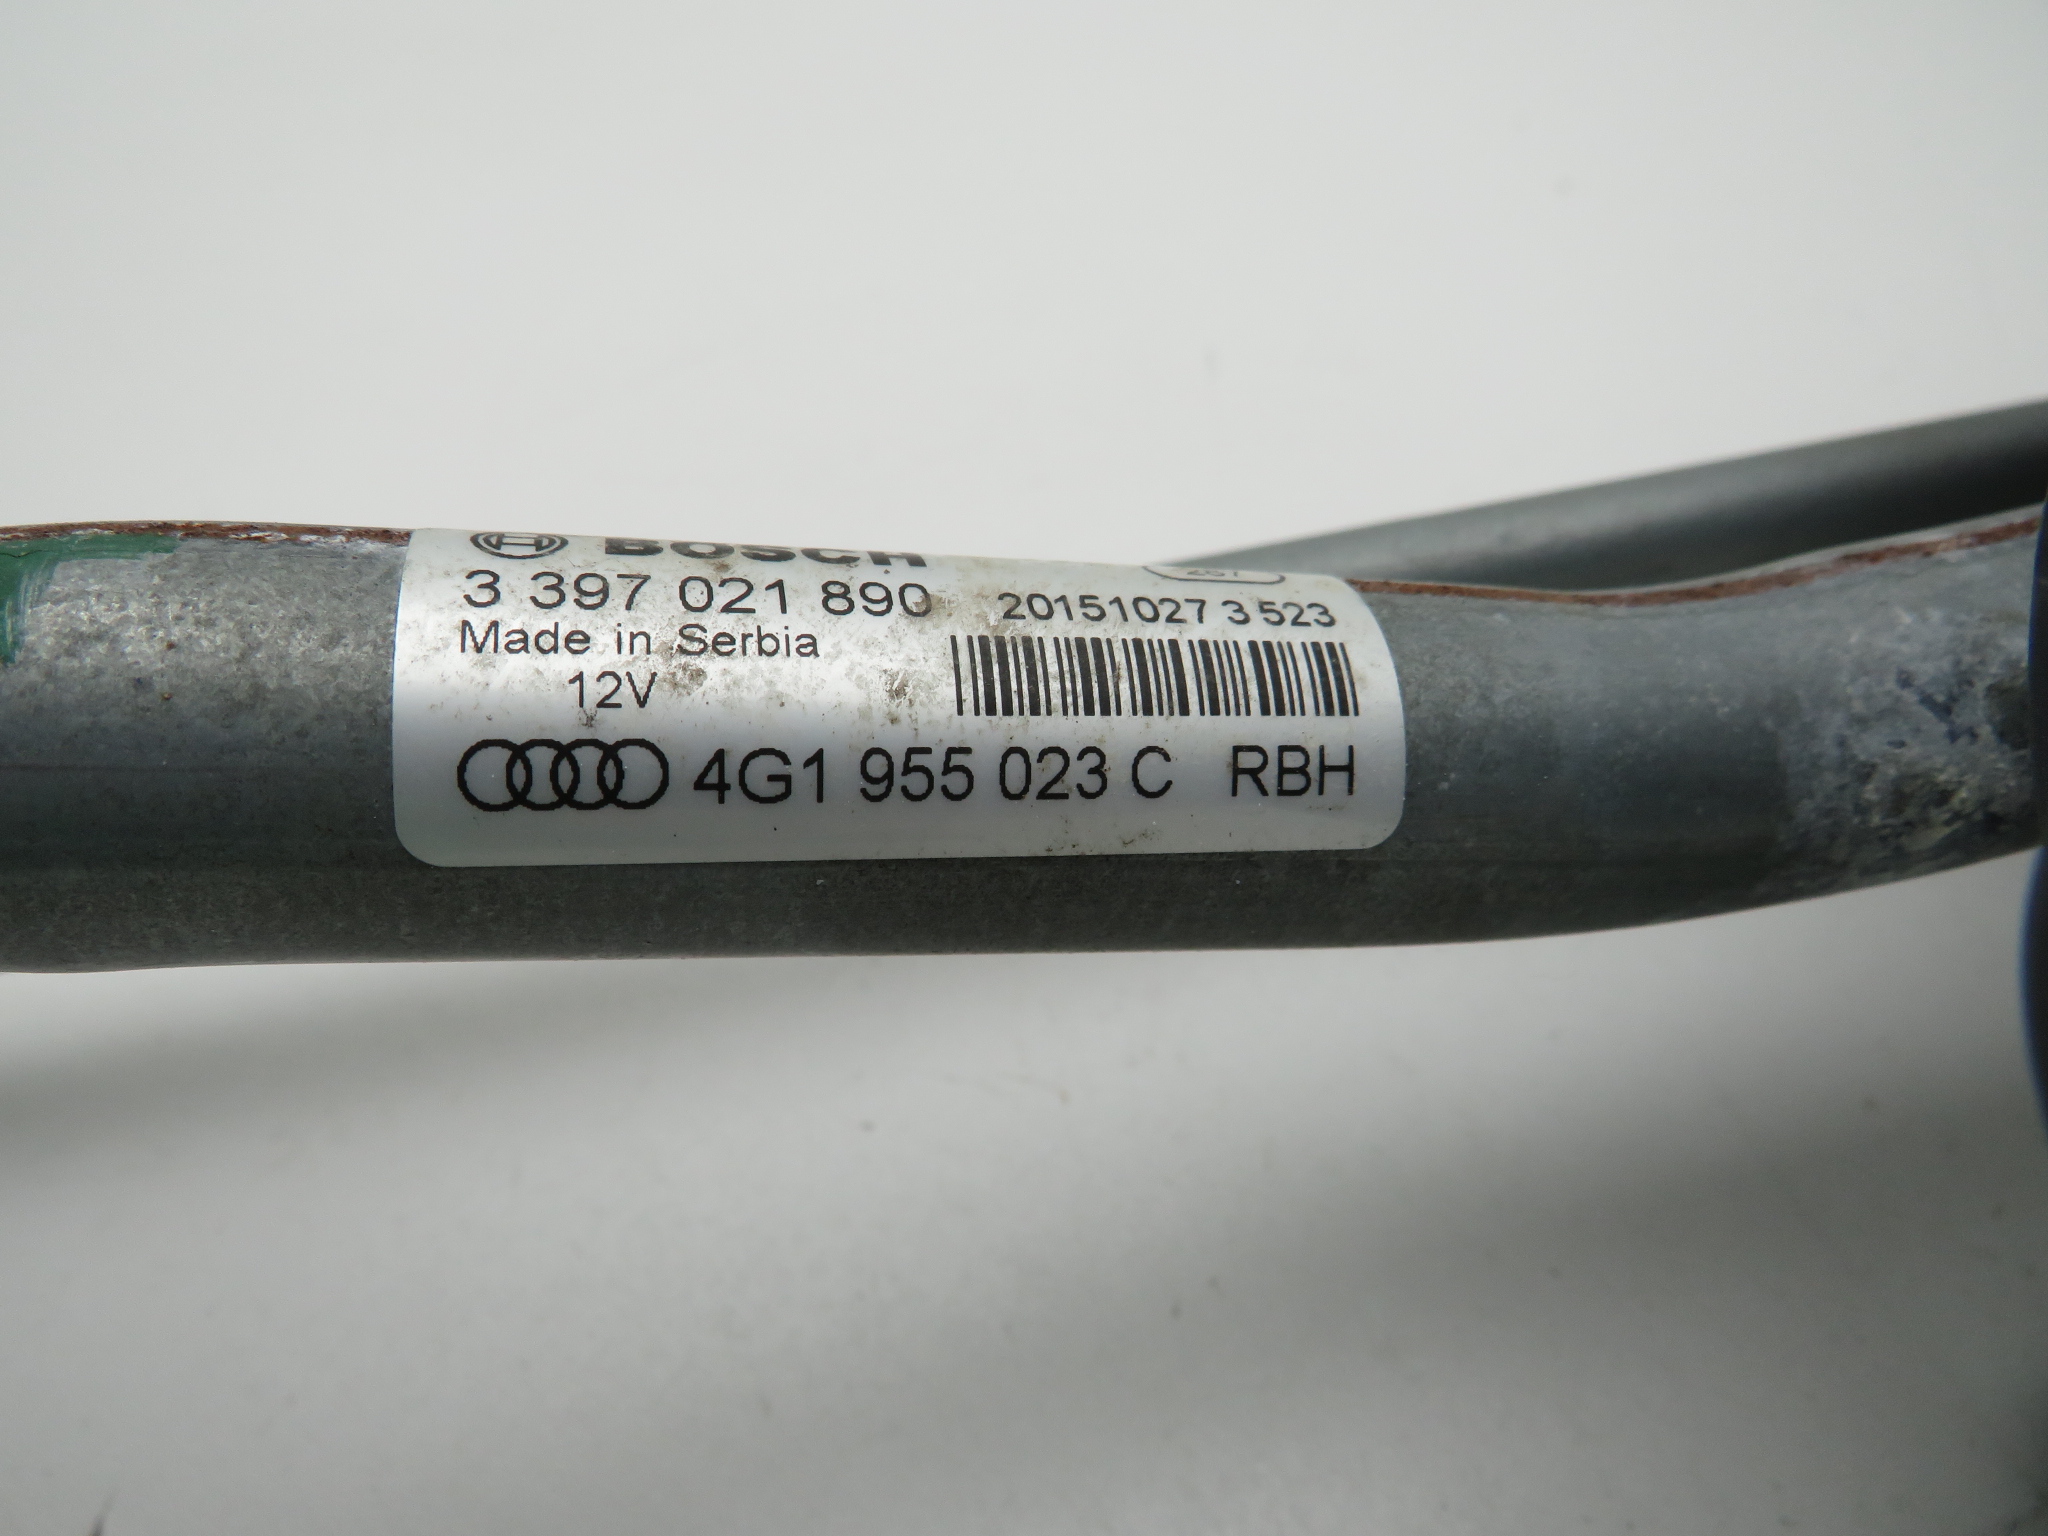 BOSCH
3 397 021 890
20151027 3 523
Made in Serbia
12V
4G1 955 023 C RBH